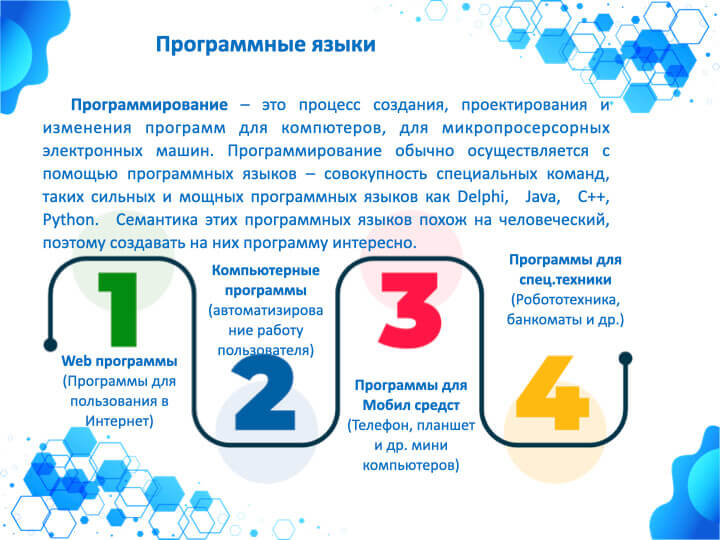 Программные языки
Программирование – это процесс создания, проектирования и
изменения программ для компютеров, для микропросерсорных
электронных машин. Программирование обычно осуществляется с
помощью программных языков – совокупность специальных команд,
таких сильных и мощных программных языков как Delphi, Java, C++,
Python. Семантика этих программных языков похож на человеческий,
поэтому создавать на них программу интересно.
1
Web программы
(Программы для
пользования в
Интернет)
Компьютерные
программы
(автоматизирова
ние работу
пользователя)
2
3
Программы для
Мобил средст
(Телефон, планшет
и др. мини
компьютеров)
Программы для
спец.техники
(Робототехника,
банкоматы и др.)
4